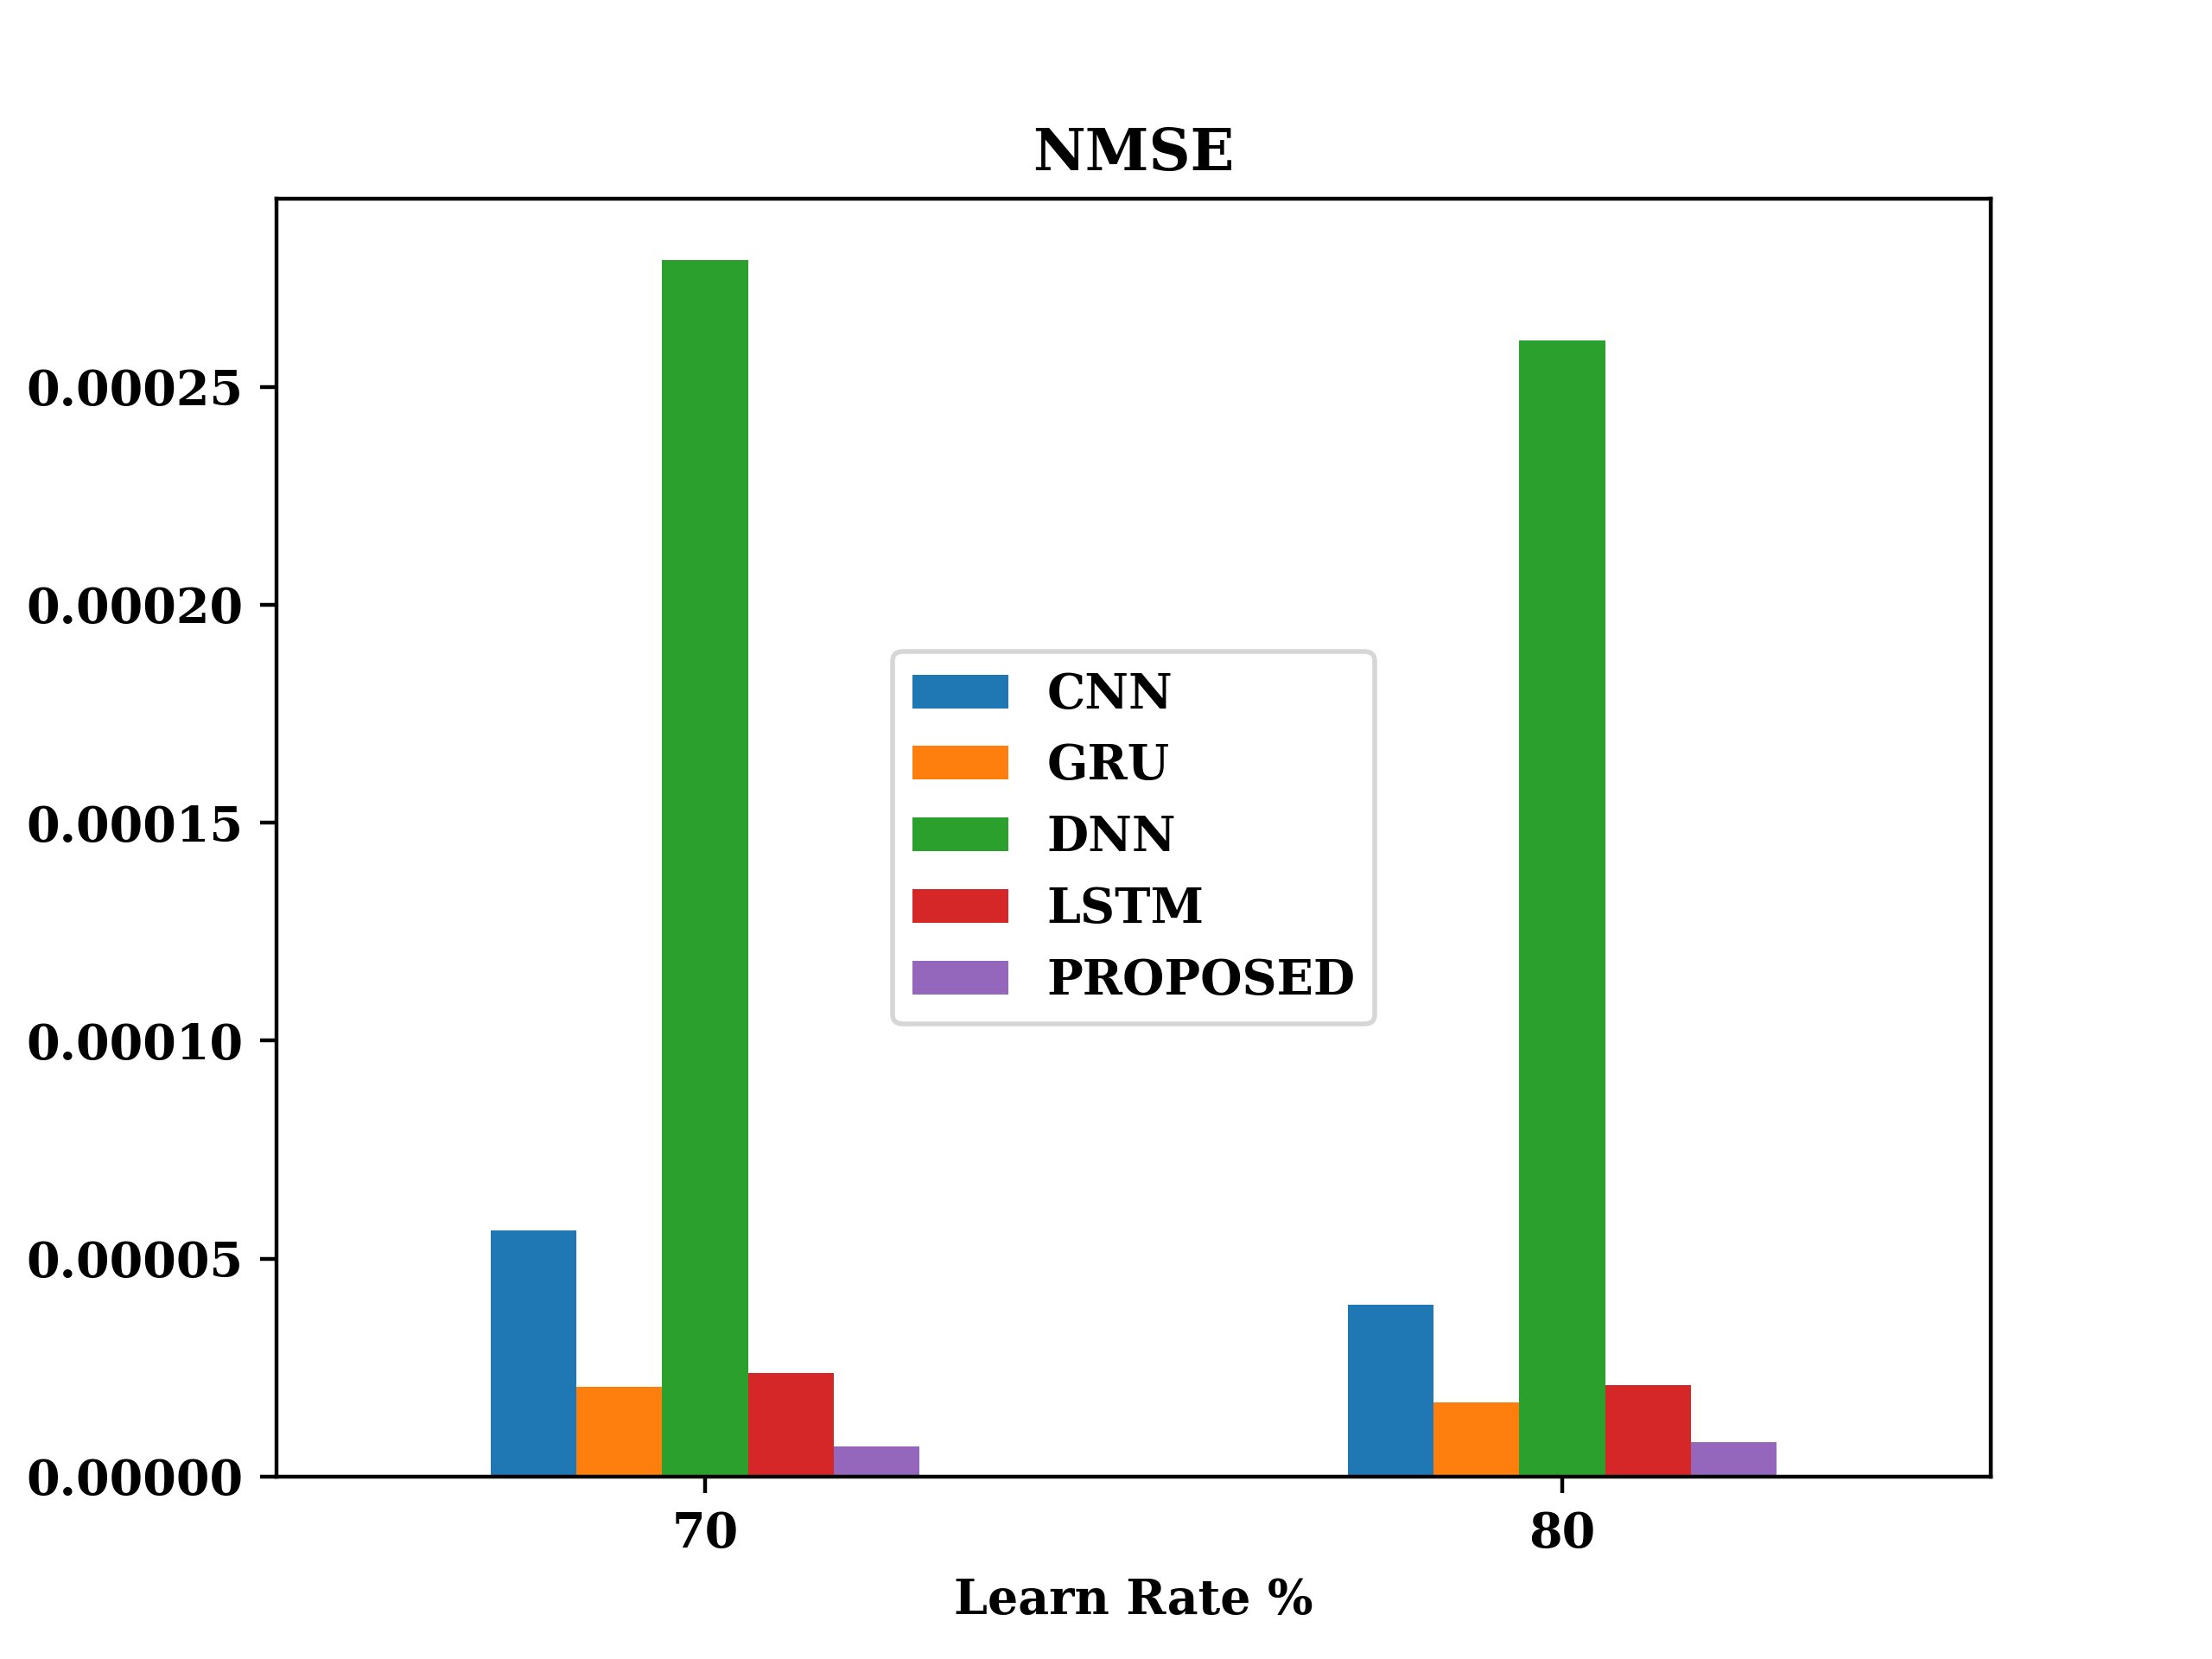 NMSE
0.00025
0.00020
0.00015
0.00010
0.00005
0.00000
CNN
GRU
DNN
LSTM
PROPOSED
70
80
Learn Rate %